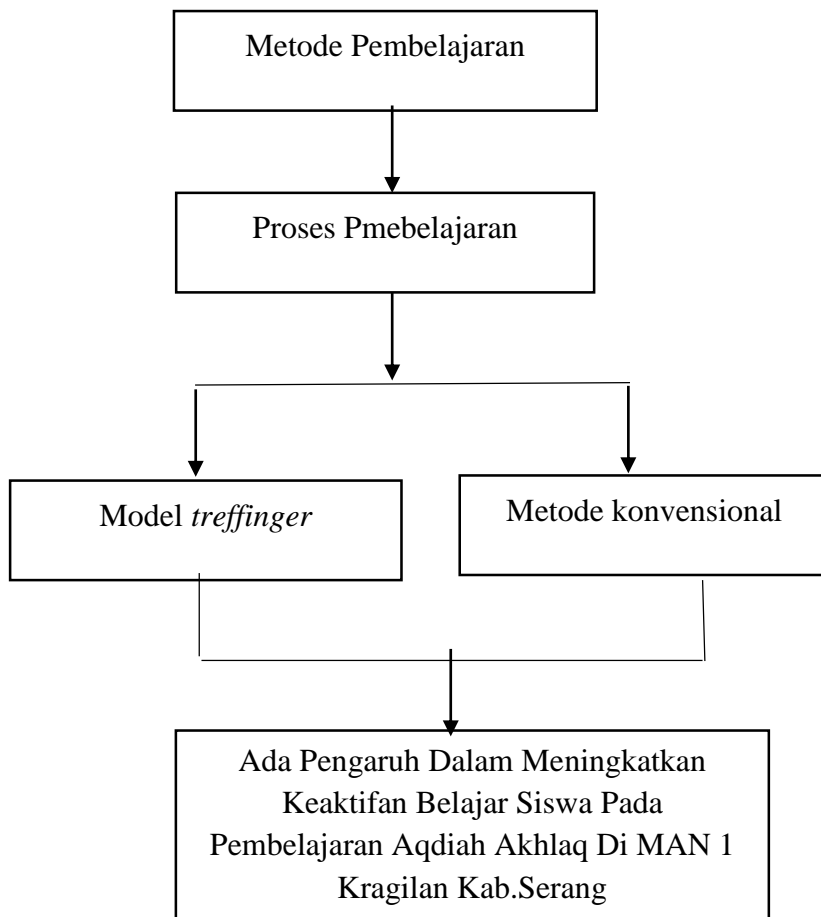 Metode Pembelajaran
Proses Pmebelajaran
Model treffinger
Metode konvensional
Ada Pengaruh Dalam Meningkatkan
Keaktifan Belajar Siswa Pada
Pembelajaran Aqdiah Akhlaq Di MAN 1
Kragilan Kab.Serang